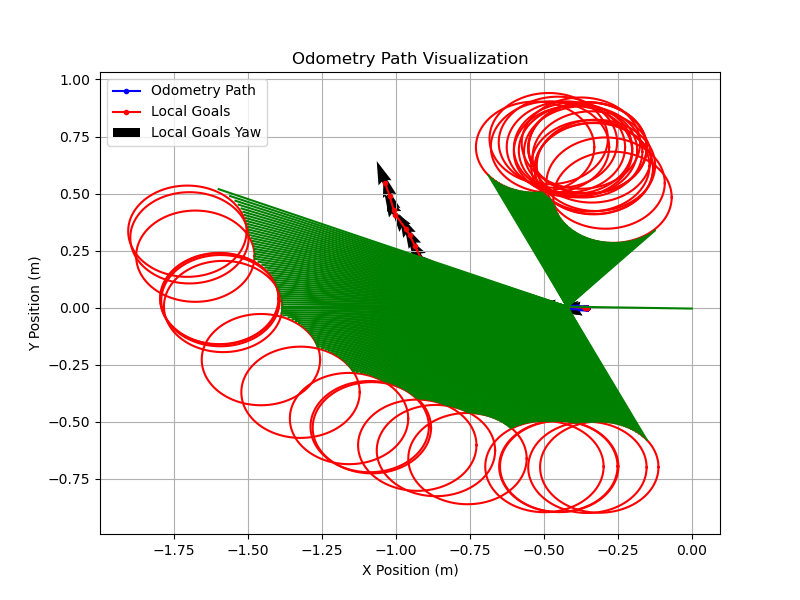 Odometry Path Visualization
Odometry Path
Local Goals
Local Goals Yaw
Y Position (m)
1.00
0.75
0.50
0.25
0.00
−0.25
−0.50
−0.75
−1.75
−1.50
−1.25
−1.00
−0.75
−0.50
−0.25
0.00
X Position (m)